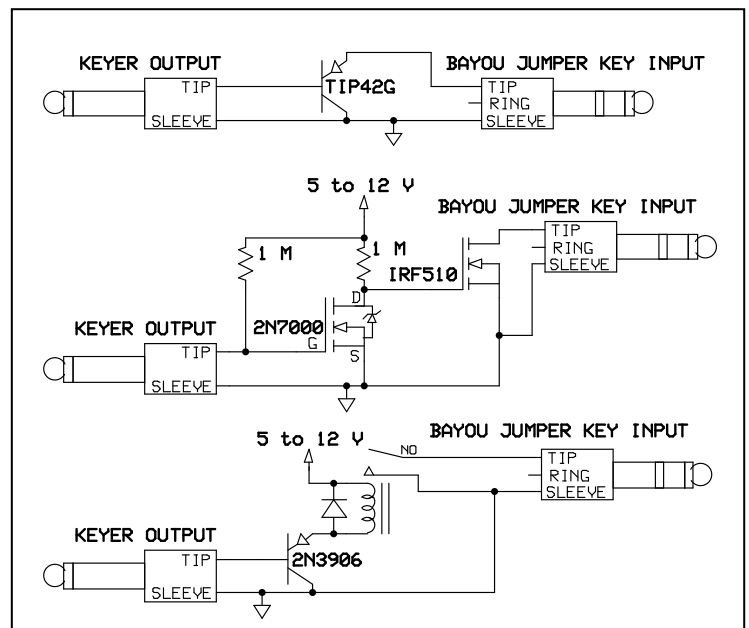 KEYER OUTPUT
BAYOU JUMPER KEY INPUT
TIP
TIP42G
TIP
RING
SLEEVE
SLEEVE
5 to 12 V
BAYOU JUMPER KEY INPUT
TIP
1 M
1 M
RING
IRF510
SLEEVE
D
KEYER OUTPUT
2N7000
G
TIP
S
SLEEVE
5 to 12 V
NO
BAYOU JUMPER KEY INPUT
TIP
RING
SLEEVE
KEYER OUTPUT
TIP
2N3906
SLEEVE